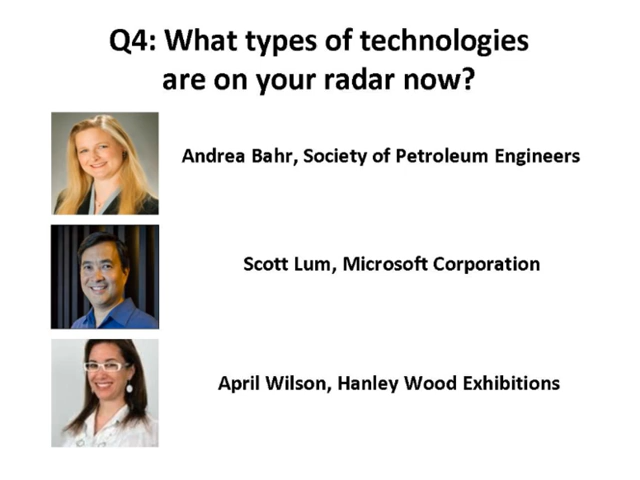 Q4: What types of technologies
are on your radar now?
Andrea Bahr, Society of Petroleum Engineers
Scott Lum, Microsoft Corporation
April Wilson, Hanley Wood Exhibitions